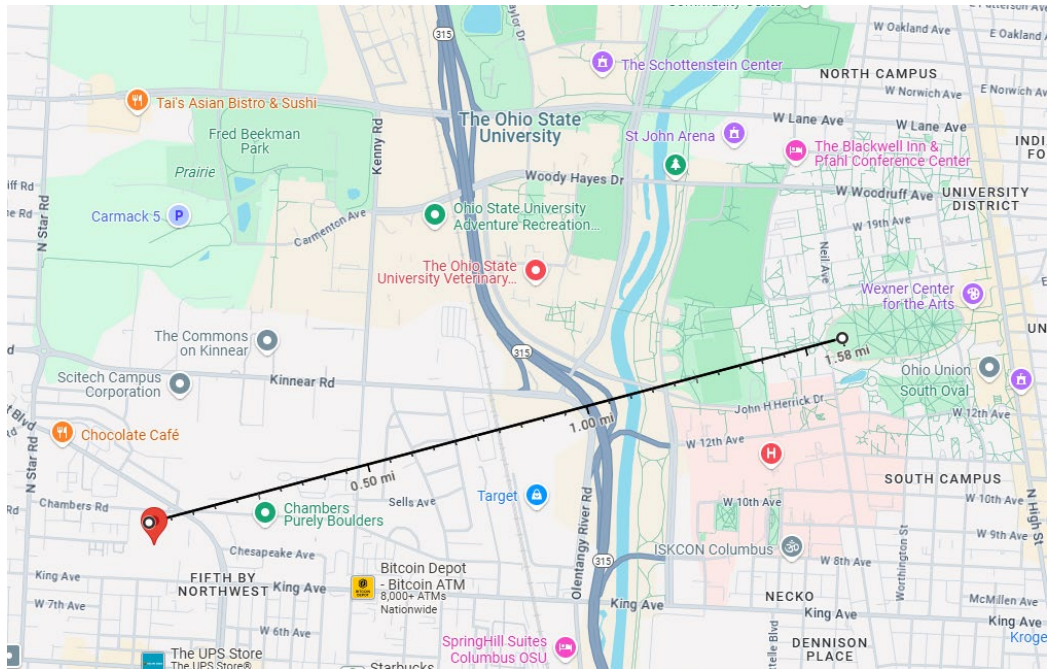 W Oakland Ave
E Oakland
315
The Schottenstein Center
NORTH CAMPUS
W Norwich Ave
E Norwich Ave
Tai's Asian Bistro & Sushi
The Ohio State
University
W Lane Ave
W Lane Ave
Fred Beekman
Park
Kenny Rd
St John Arena
The Blackwell Inn &
Pfahl Conference
Center
Prairie
Woody Hayes Dr
W Woodruff Ave
UNIVERSITY
DISTRICT
N Star Rd
Carmack 5
P
Ohio State University
Adventure Recreation...
Carmenton Ave
W 19th Ave
Neil Ave
The Ohio State
University Veterinary...
Wexner Center
for the Arts
The Commons
on Kinnear
315
1.58 mi
Ohio Union
Kinnear Rd
South Oval
Scitech Campus
Corporation
John H Herrick Dr
W 12th Ave
1.00 mi
Chocolate Café
W 12th Ave
H
N Star Rd
0.50 mi
SOUTH CAMPUS
Chambers Rd
Sells Ave
Target
W 10th Ave
W 10th Ave
Chambers
Purely Boulders
Olentangy River Rd
N High St
W 9th Ave
Chesapeake Ave
ISKCON Columbus
W 8th Ave
Worthington St
315
King Ave
FIFTH BY
NORTHWEST
King Ave
Bitcoin Depot
- Bitcoin ATM
8,000+ ATMs
Nationwide
NECKO
McMillen Ave
W 7th Ave
King Ave
King Ave
W 6th Ave
Kroge
SpringHill Suites
Columbus OSU
DENNISON
PLACE
The UPS Store
The UPS Store®
Starbucks